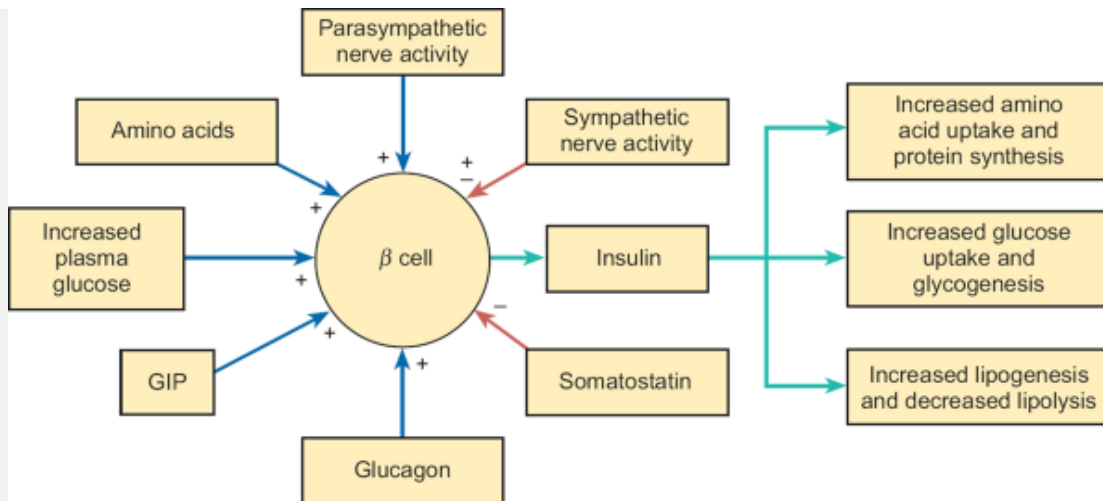 Parasympathetic
nerve activity
Amino acids
Sympathetic
nerve activity
Increased amino
acid uptake and
protein synthesis
+
+
−
+
Increased
plasma
glucose
+
β cell
Insulin
Increased glucose
uptake and
glycogenesis
−
GIP
+
+
Somatostatin
Increased lipogenesis
and decreased lipolysis
Glucagon